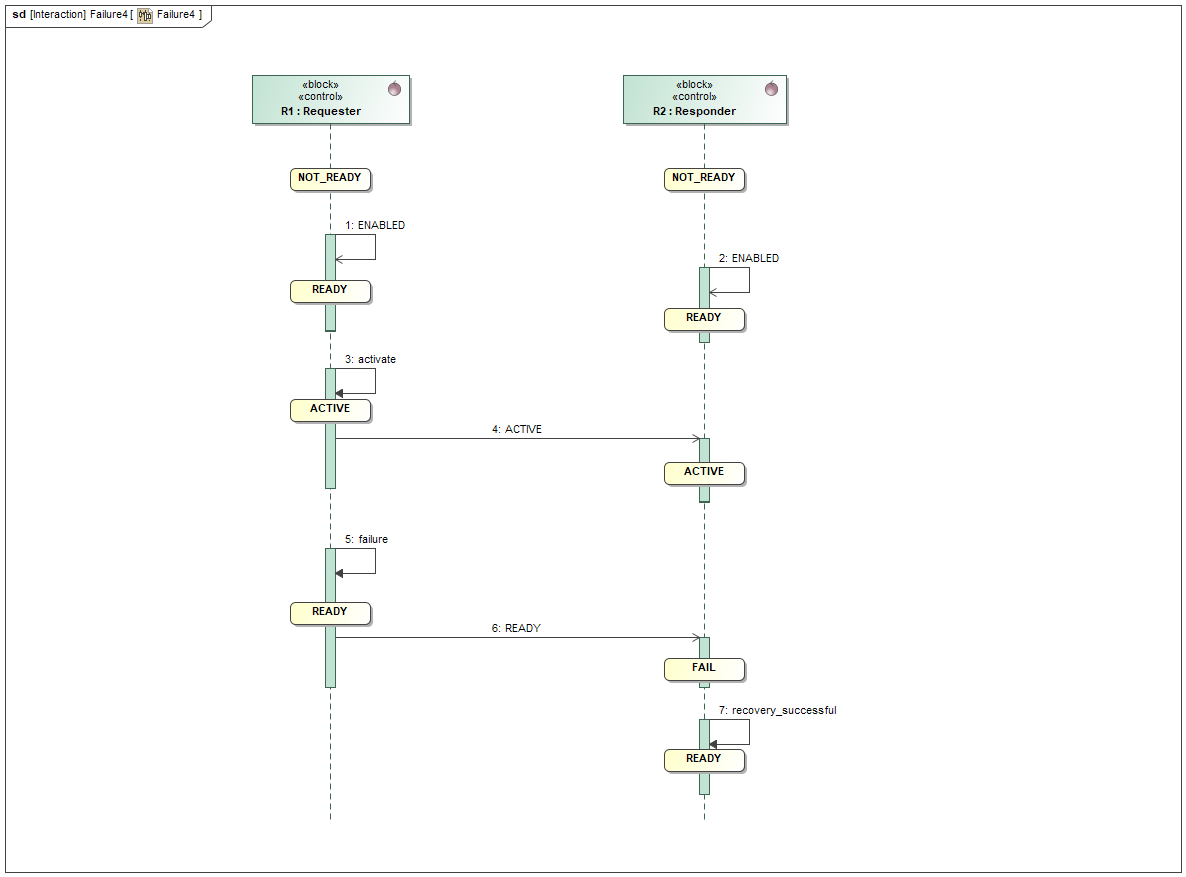 sd [Interaction] Failure4 [ Failure4 ]
«block»
«control»
R1 : Requester
«block»
«control»
R2 : Responder
NOT_READY
NOT_READY
1: ENABLED
2: ENABLED
READY
READY
3: activate
ACTIVE
4: ACTIVE
ACTIVE
5: failure
READY
6: READY
FAIL
7: recovery_successful
READY